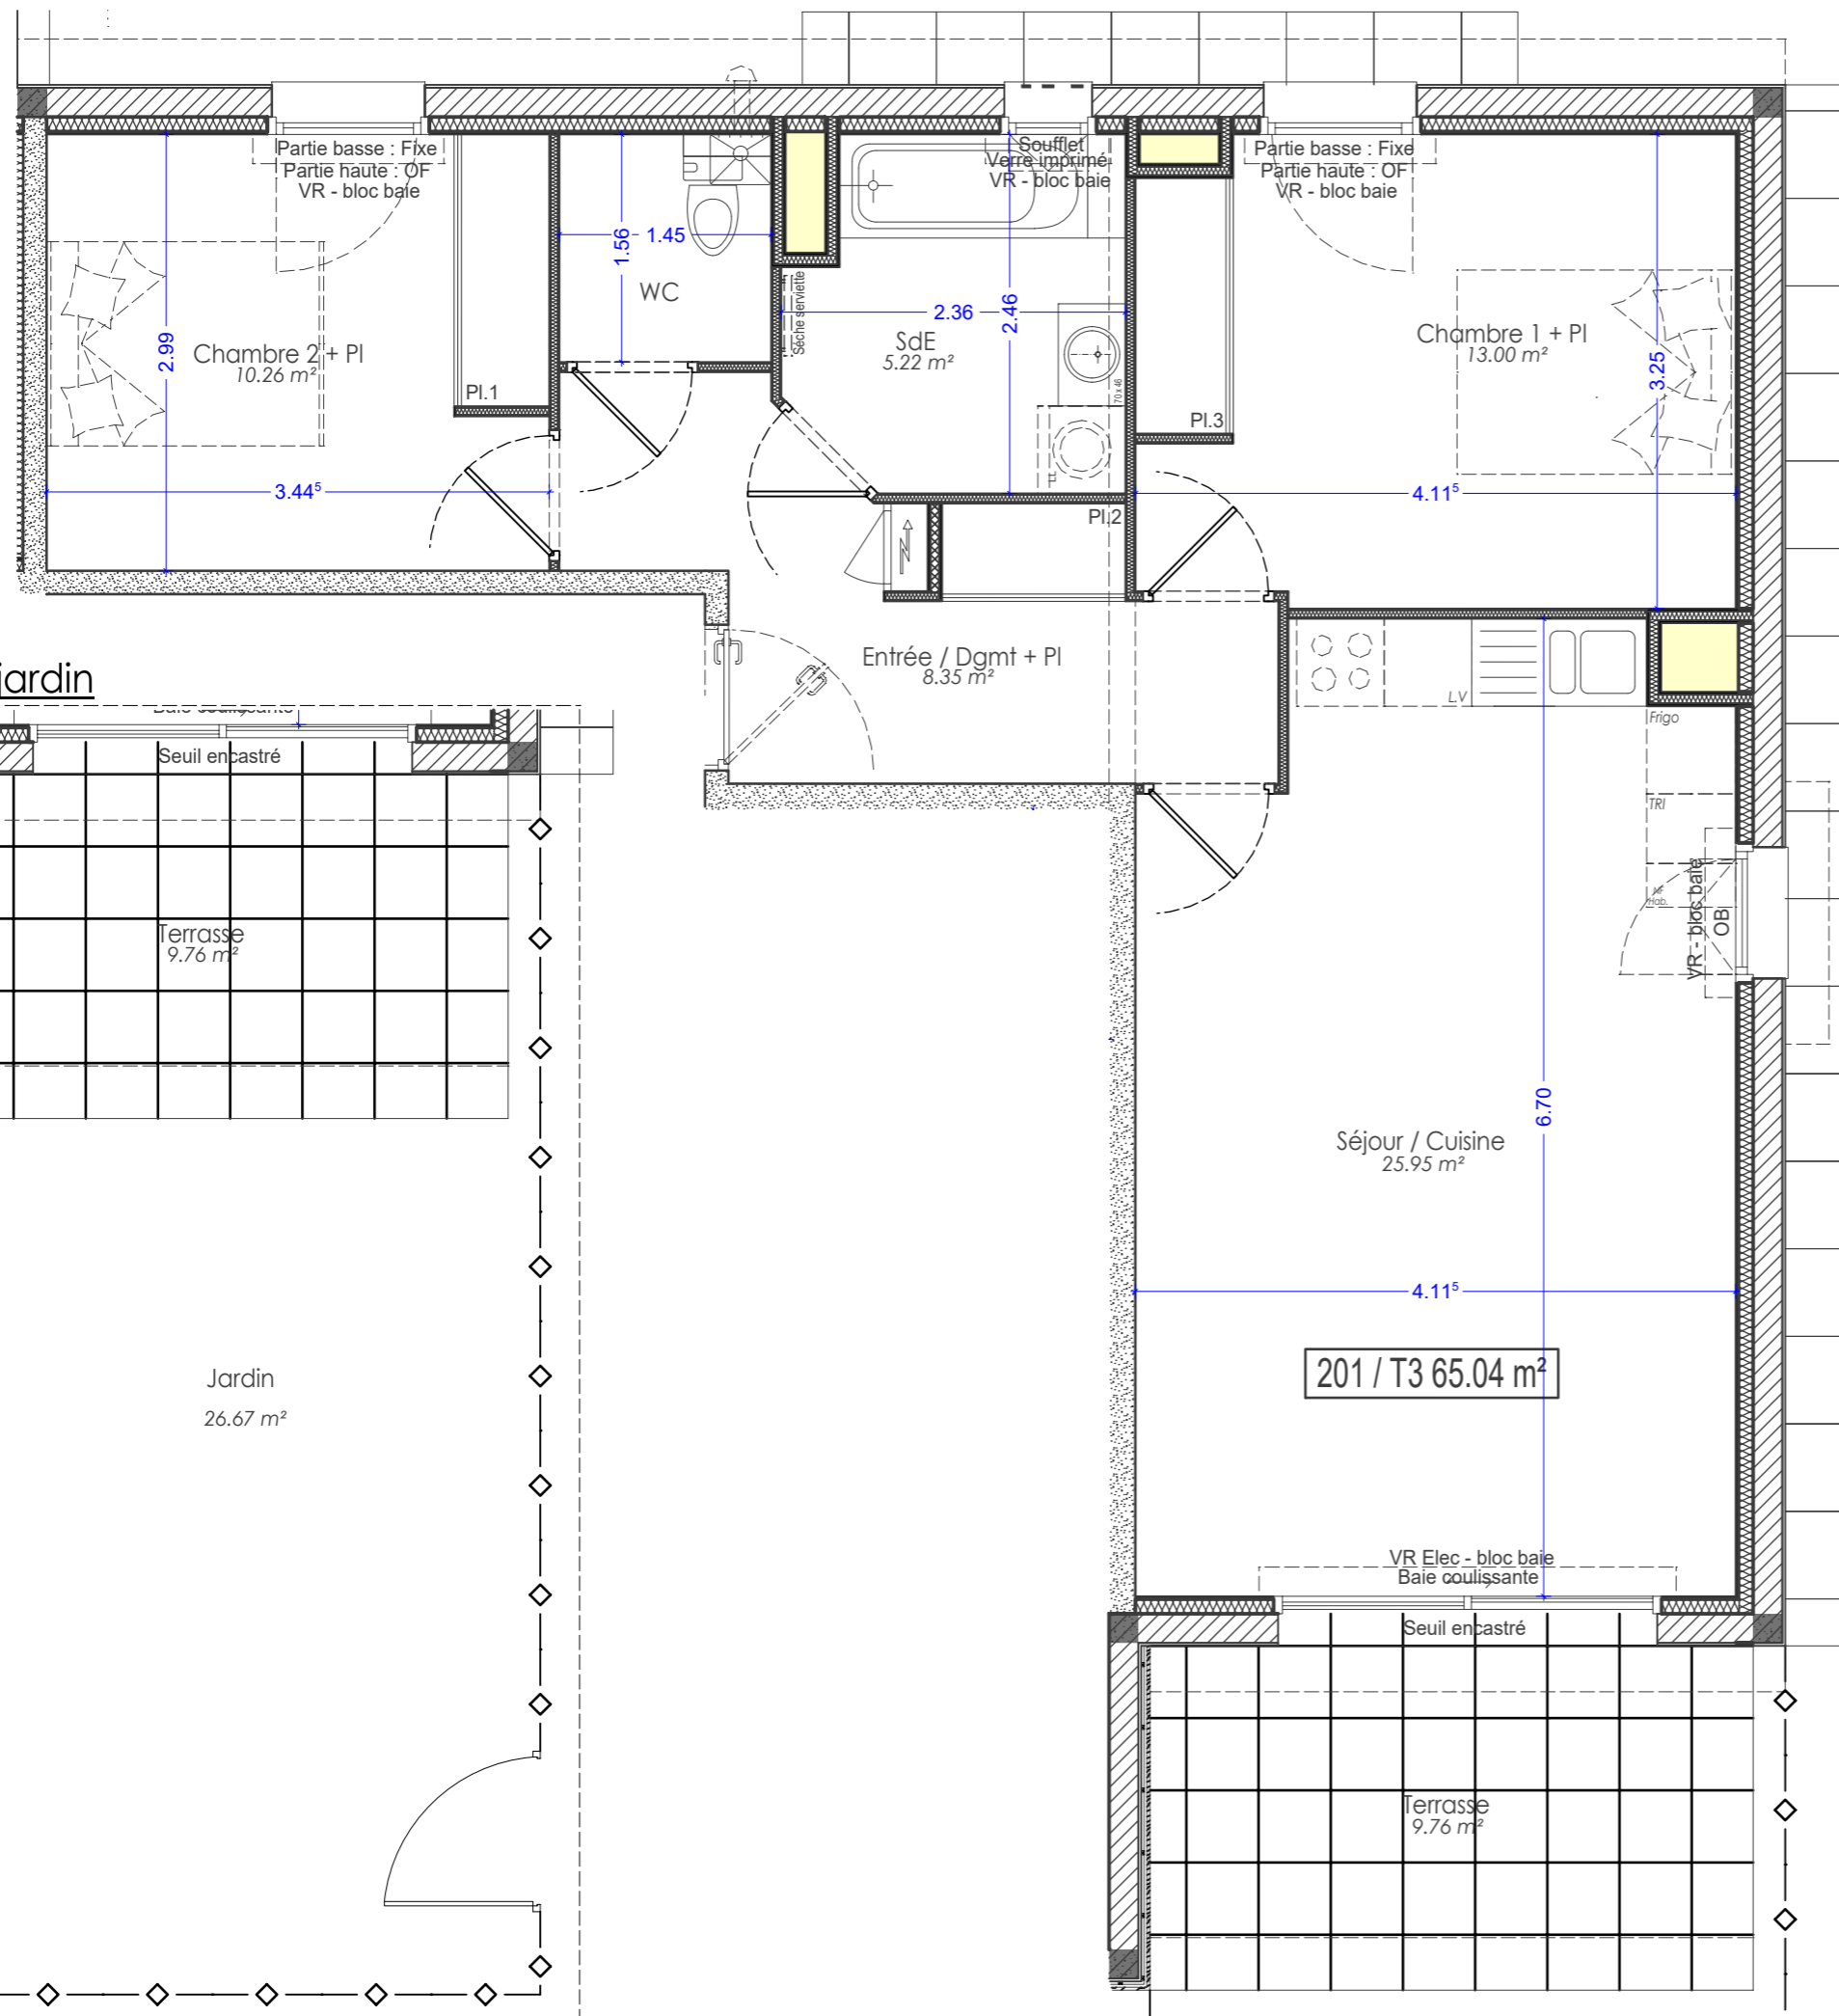 Partie basse : Fixe
Partie haute : OF
VR - bloc baie
Soufflet
Verre imprimé
VR - bloc baie
Partie basse : Fixe
Partie haute : OF
VR - bloc baie
1.56
1.45
WC
2.99
Chambre 2 + Pl
10.26 m²
Pl.1
3.44⁵
Sèche serviette
2.36
2.46
SdE
5.22 m²
70x46
LL
Pl.2
Chambre 1 + Pl
13.00 m²
3.25
Pl.3
4.11⁵
Entrée / Dgmt + Pl
8.35 m²
L.V
Frigo
TRI
NF
Hab.
VR - bloc baie
OB
jardin
Baie coulissante
Seuil encastré
Terrasse
9.76 m²
Jardin
26.67 m²
6.70
Séjour / Cuisine
25.95 m²
4.11⁵
201 / T3 65.04 m²
VR Elec - bloc baie
Baie coulissante
Seuil encastré
Terrasse
9.76 m²